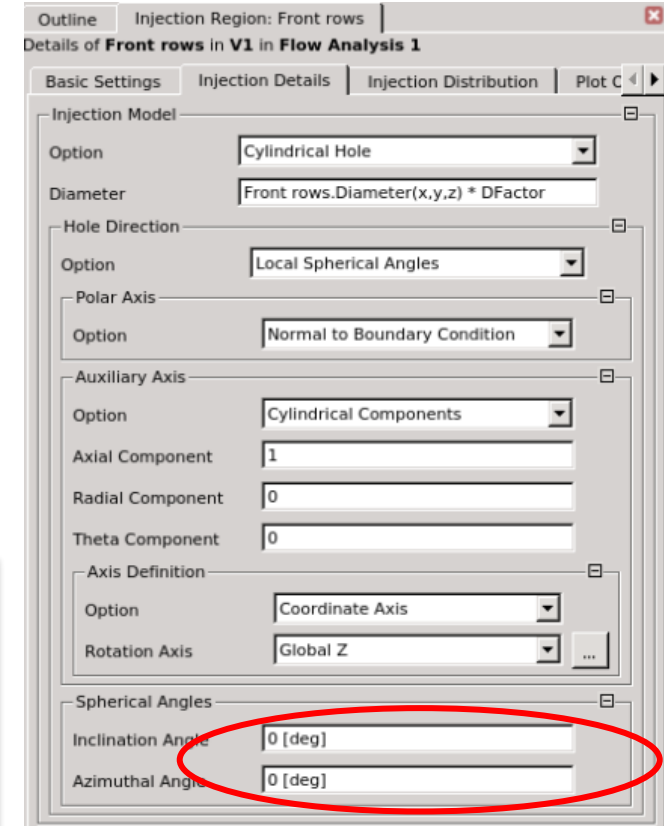 Outline Injection Region: Front rows
Details of Front rows in V1 in Flow Analysis 1
Basic Settings Injection Details Injection Distribution Plot
Injection Model
Option Cylindrical Hole
Diameter Front rows.Diameter(x,y,z) * DFactor
Hole Direction
Option Local Spherical Angles
Polar Axis
Option Normal to Boundary Condition
Auxiliary Axis
Option Cylindrical Components
Axial Component 1
Radial Component 0
Theta Component 0
Axis Definition
Option Coordinate Axis
Rotation Axis Global Z ...
Spherical Angles
Inclination Angle 0 [deg]
Azimuthal Angle 0 [deg]